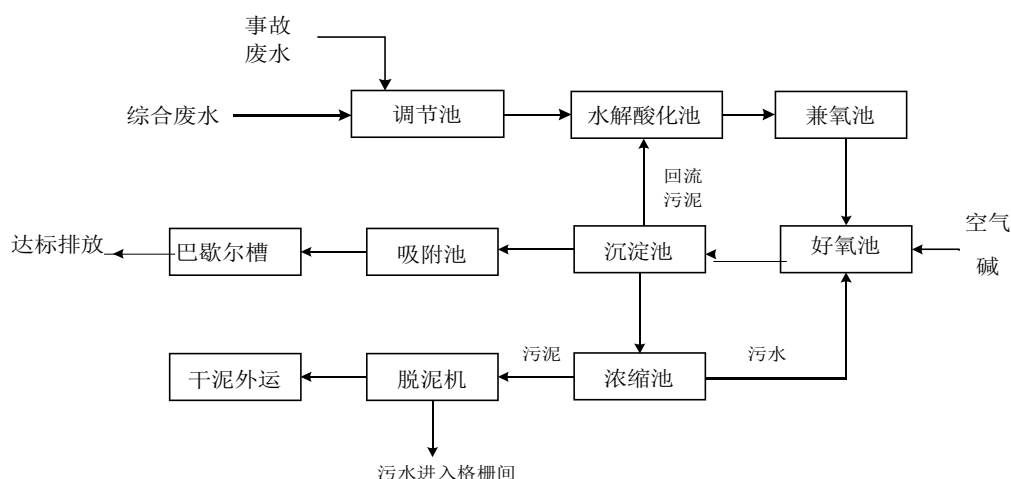 事故
废水
综合废水
调节池
水解酸化池
兼氧池
回流
污泥
空气
碱
达标排放
巴歇尔槽
吸附池
沉淀池
好氧池
污泥
污水
干泥外运
脱泥机
浓缩池
污水进入格栅间